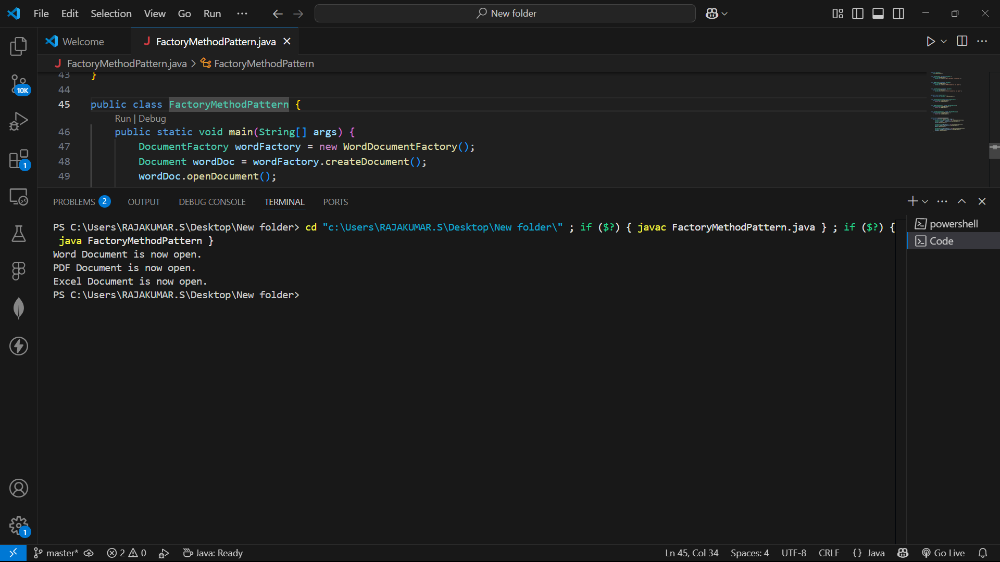 File Edit Selection View Go Run ··· New folder
Welcome FactoryMethodPattern.java
FactoryMethodPattern.java > FactoryMethodPattern
43 }
44
45 public class FactoryMethodPattern {
Run | Debug
46 public static void main(String[] args) {
47 DocumentFactory wordFactory = new WordDocumentFactory();
48 Document wordDoc = wordFactory.createDocument();
49 wordDoc.openDocument();
10K
1
PROBLEMS 2 OUTPUT DEBUG CONSOLE TERMINAL PORTS
PS C:\Users\RAJAKUMAR.S\Desktop\New folder> cd "c:\Users\RAJAKUMAR.S\Desktop\New folder\" ; if ($?) { javac FactoryMethodPattern.java } ; if ($?) {
java FactoryMethodPattern }
Word Document is now open.
PDF Document is now open.
Excel Document is now open.
PS C:\Users\RAJAKUMAR.S\Desktop\New folder>
powershell
Code
1
master* 2 0 Java: Ready Ln 45, Col 34 Spaces: 4 UTF-8 CRLF {} Java Go Live